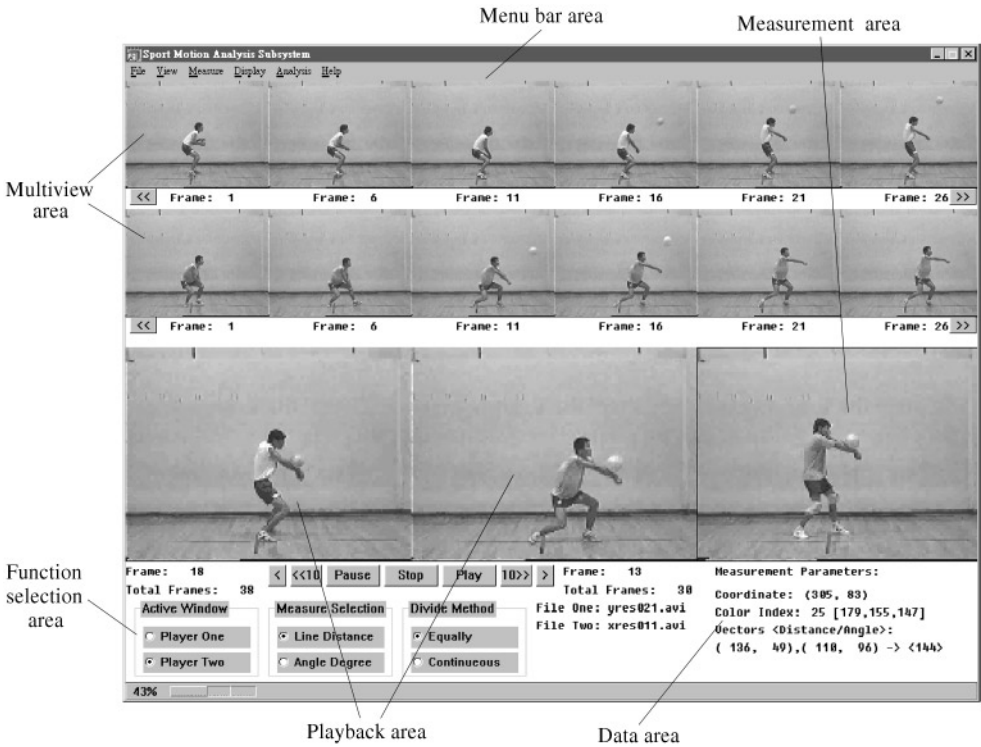 Menu bar area
Measurement area
Sport Motion Analysis Subsystem
File View Measure Display Analysis Help
Multiview
area
<< Frame: 1 Frame: 6 Frame: 11 Frame: 16 Frame: 21 Frame: 26 >>
<< Frame: 1 Frame: 6 Frame: 11 Frame: 16 Frame: 21 Frame: 26 >>
Function
selection
area
Frame: 18 < <<10 Pause Stop Play 10>> > Frame: 13 Measurement Parameters:
Total Frames: 38 Total Frames: 30
Coordinate: (305, 83)
Active Window Measure Selection Divide Method File One: yres021.avi
Color Index: 25 [179,155,147]
Player One Line Distance Equally File Two: xres011.avi
Vectors <Distance/Angle>:
( 136, 49),( 110, 96) -> <144>
Player Two Angle Degree Continueous
43%
Playback area
Data area